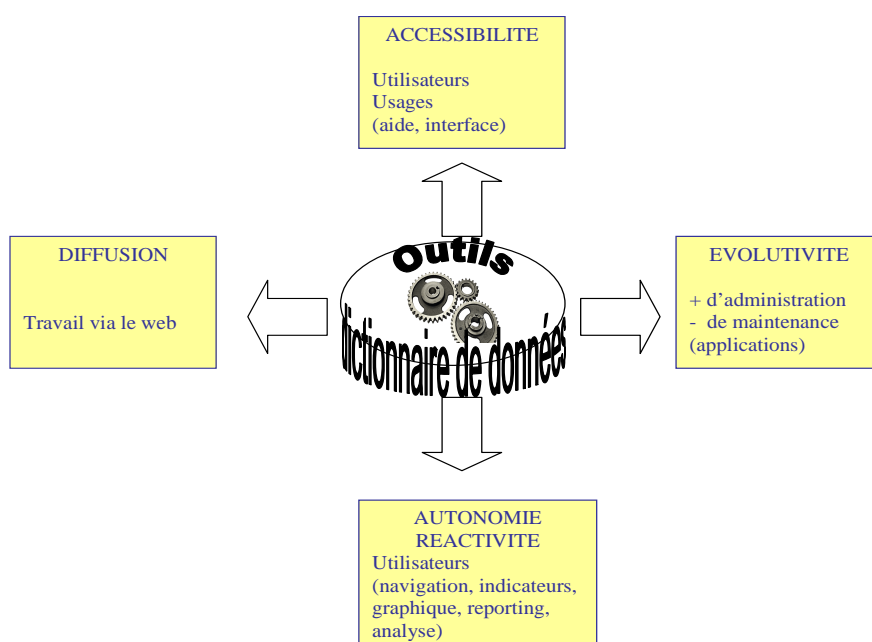 ACCESSIBILITE
Utilisateurs
Usages
(aide, interface)
DIFFUSION
Travail via le web
Outils
dictionnaire de données
EVOLUTIVITE
+ d'administration
- de maintenance
(applications)
AUTONOMIE
REACTIVITE
Utilisateurs
(navigation, indicateurs,
graphique, reporting,
analyse)